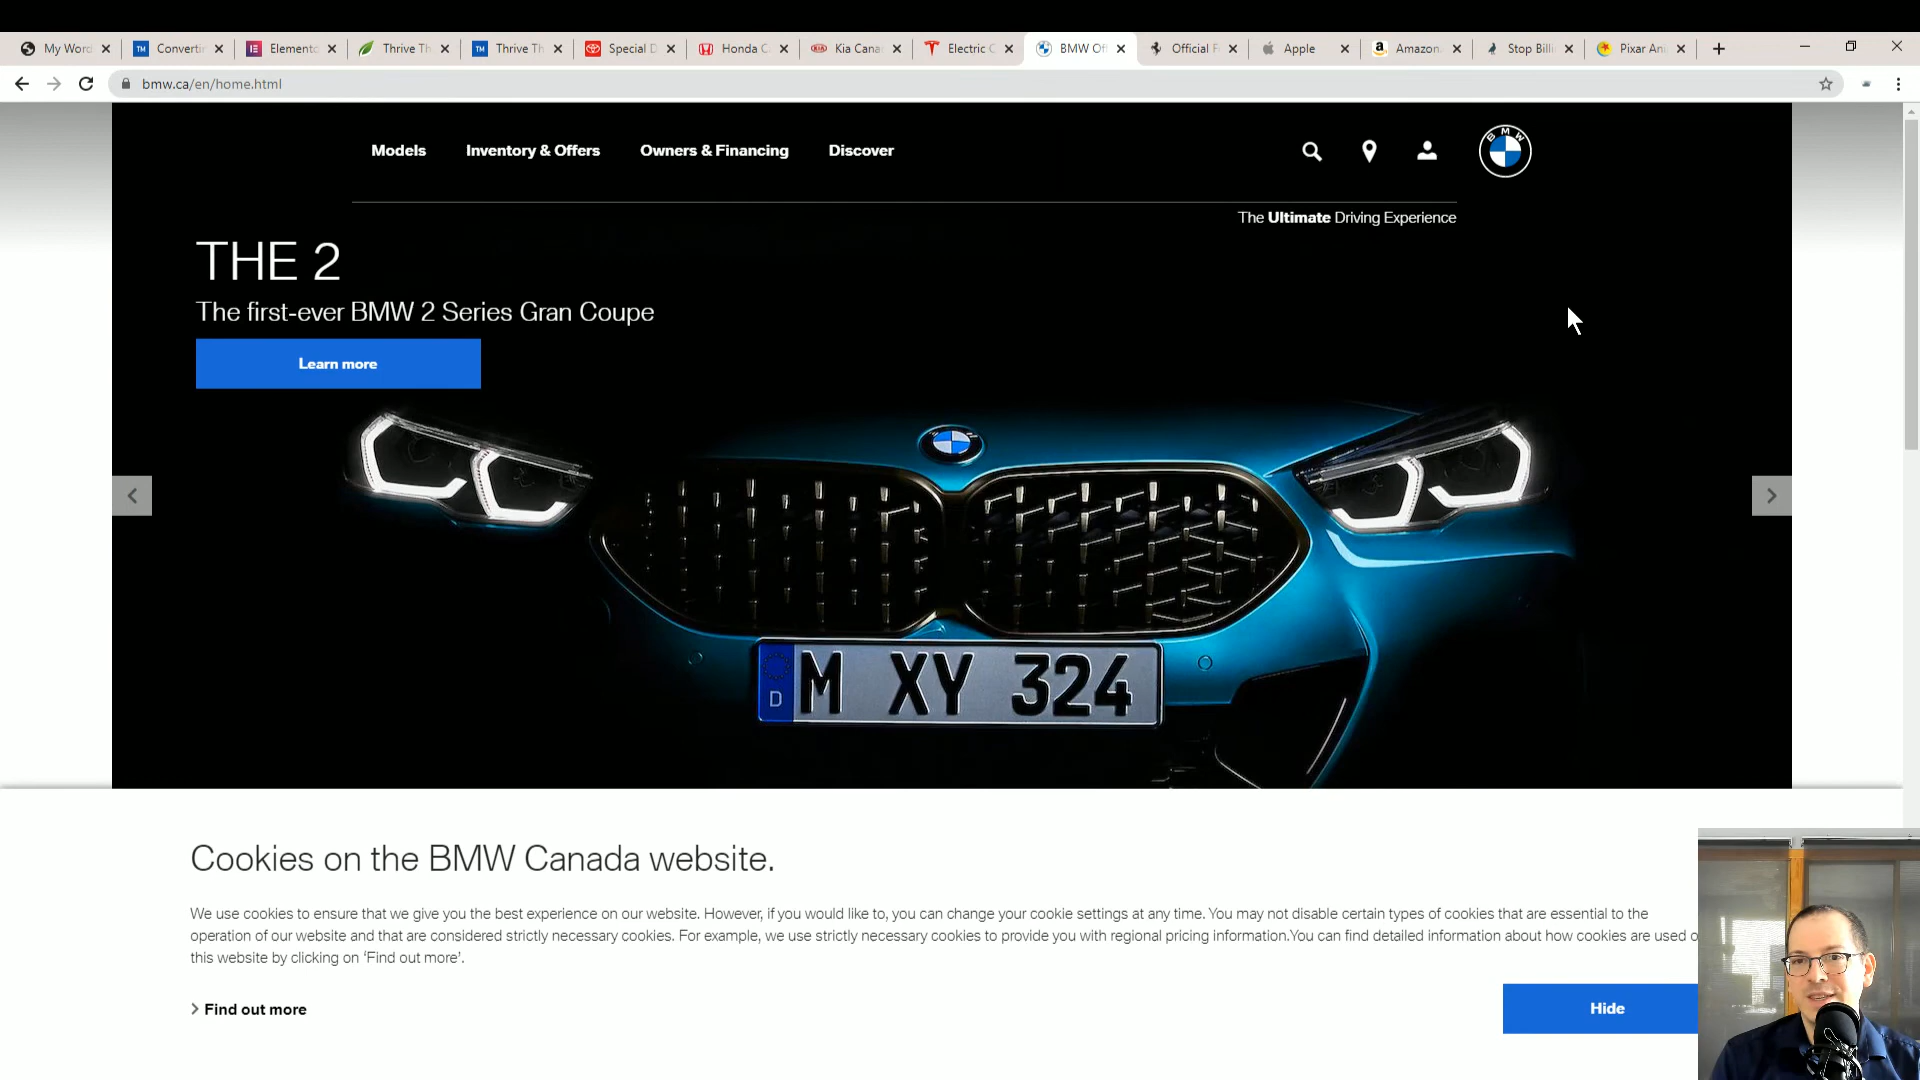 My Word
Converti
Elemento
Thrive Th
Thrive Th
Special D
Honda C
Kia Cana
Electric C
BMW Of
Official F
Apple
Amazon.
Stop Billi
Pixar Ani
bmw.ca/en/home.html
Models
Inventory & Offers
Owners & Financing
Discover
BMW
The Ultimate Driving Experience
THE 2
The first-ever BMW 2 Series Gran Coupe
Learn more
D M XY 324
Cookies on the BMW Canada website.
We use cookies to ensure that we give you the best experience on our website. However, if you would like to, you can change your cookie settings at any time. You may not disable certain types of cookies that are essential to the
operation of our website and that are considered strictly necessary cookies. For example, we use strictly necessary cookies to provide you with regional pricing information.You can find detailed information about how cookies are used o
this website by clicking on ‘Find out more’.
Find out more
Hide